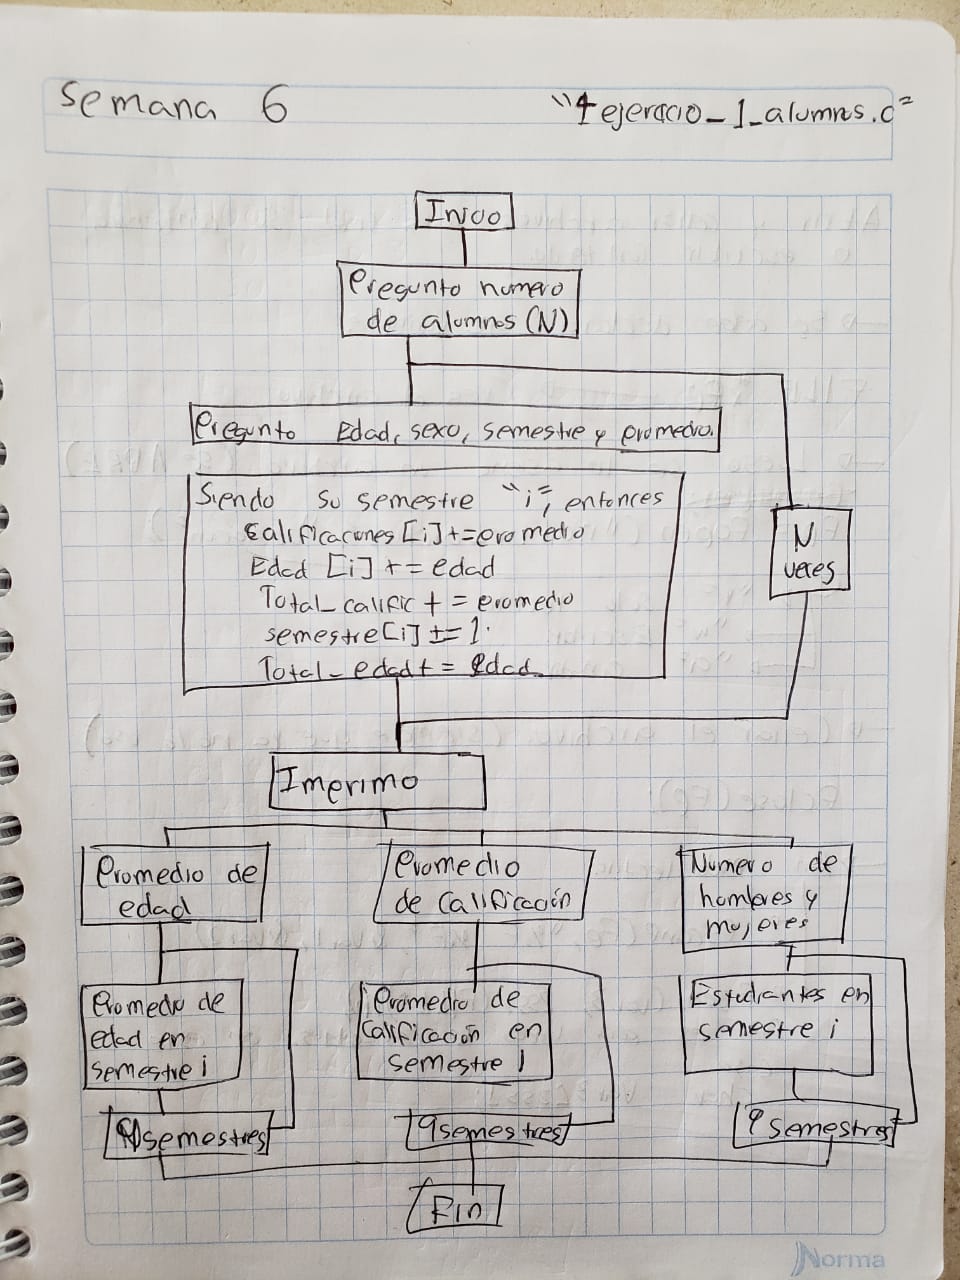 Semana 6
"4 ejercicio_1_alumnos.c"
Inicio
Pregunto numero
de alumnos (N)
Pregunto Edad, sexo, semestre y promedio.
Siendo su semestre "i", entonces
Calificaciones [i] += promedio
Edad [i] += edad
Total_calific += promedio
semestre[i] += 1.
Total_edad += edad
N
veces
Imprimo
Promedio de
edad
Promedio
de Calificación
Numero de
hombres y
mujeres
Promedio de
edad en
semestre i
Promedio de
Calificación en
semestre i
Estudiantes en
semestre i
semestres
9 semestres
9 semestres
Fin
Norma